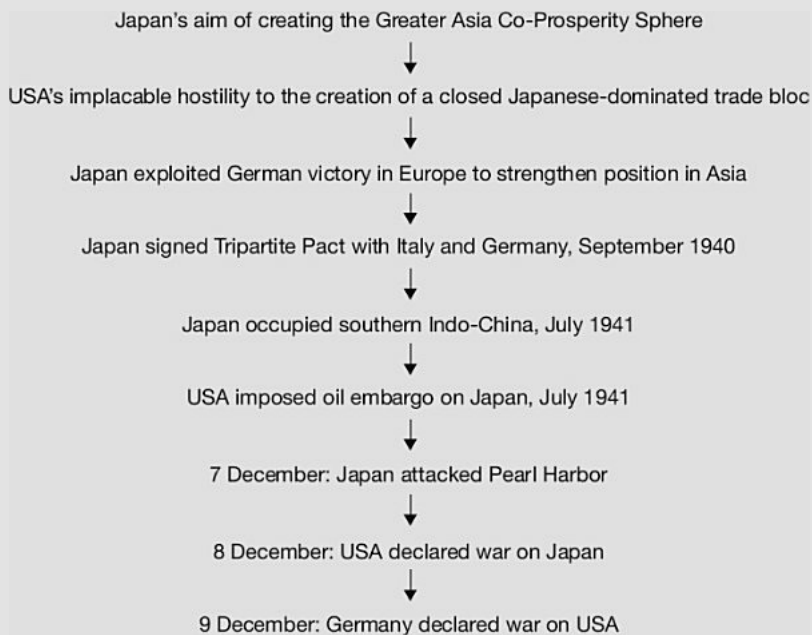 Japan's aim of creating the Greater Asia Co-Prosperity Sphere
USA's implacable hostility to the creation of a closed Japanese-dominated trade bloc
Japan exploited German victory in Europe to strengthen position in Asia
Japan signed Tripartite Pact with Italy and Germany, September 1940
Japan occupied southern Indo-China, July 1941
USA imposed oil embargo on Japan, July 1941
7 December: Japan attacked Pearl Harbor
8 December: USA declared war on Japan
9 December: Germany declared war on USA